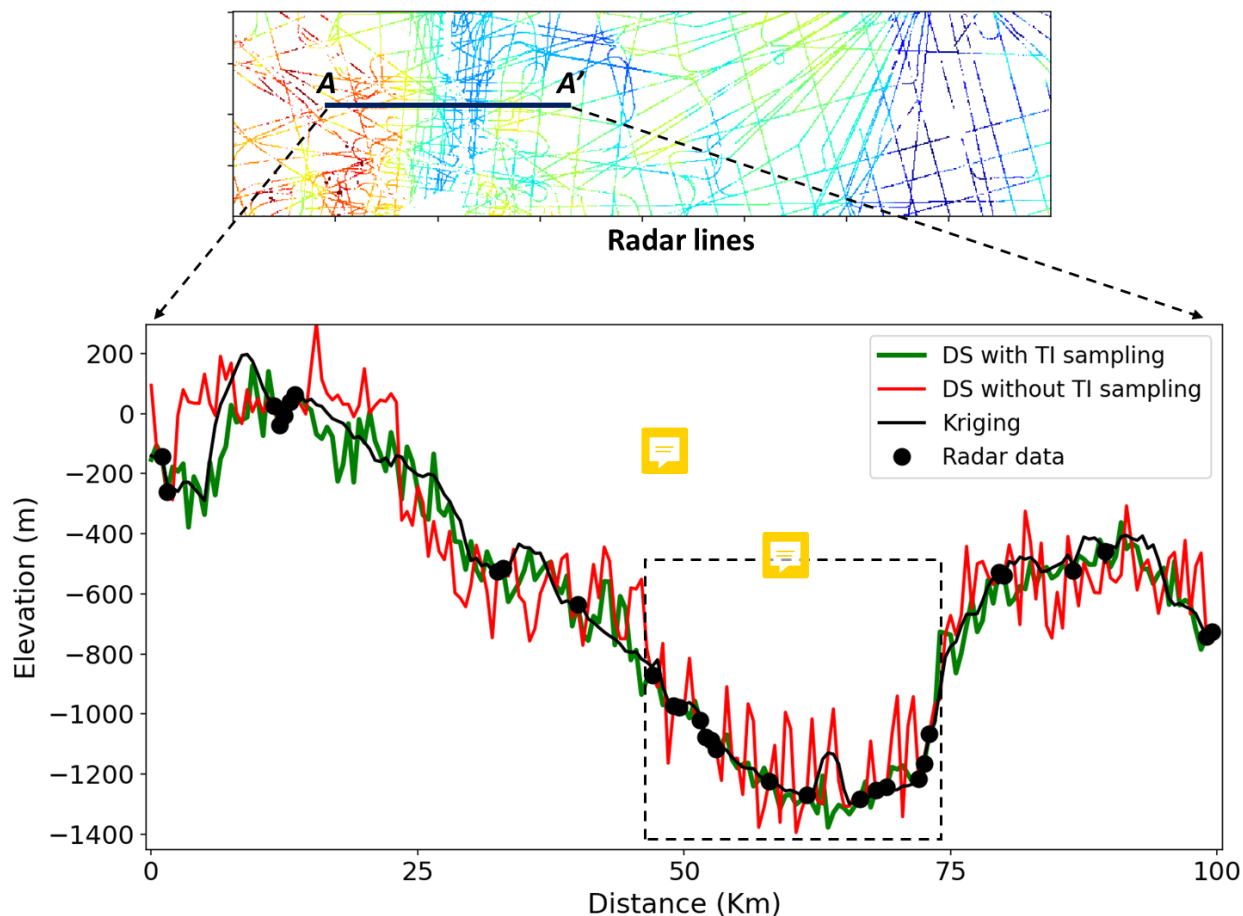 A
A’
Radar lines
DS with TI sampling
DS without TI sampling
Kriging
Radar data
200
0
−200
−400
−600
−800
−1000
−1200
−1400
Elevation (m)
0
25
50
75
100
Distance (Km)